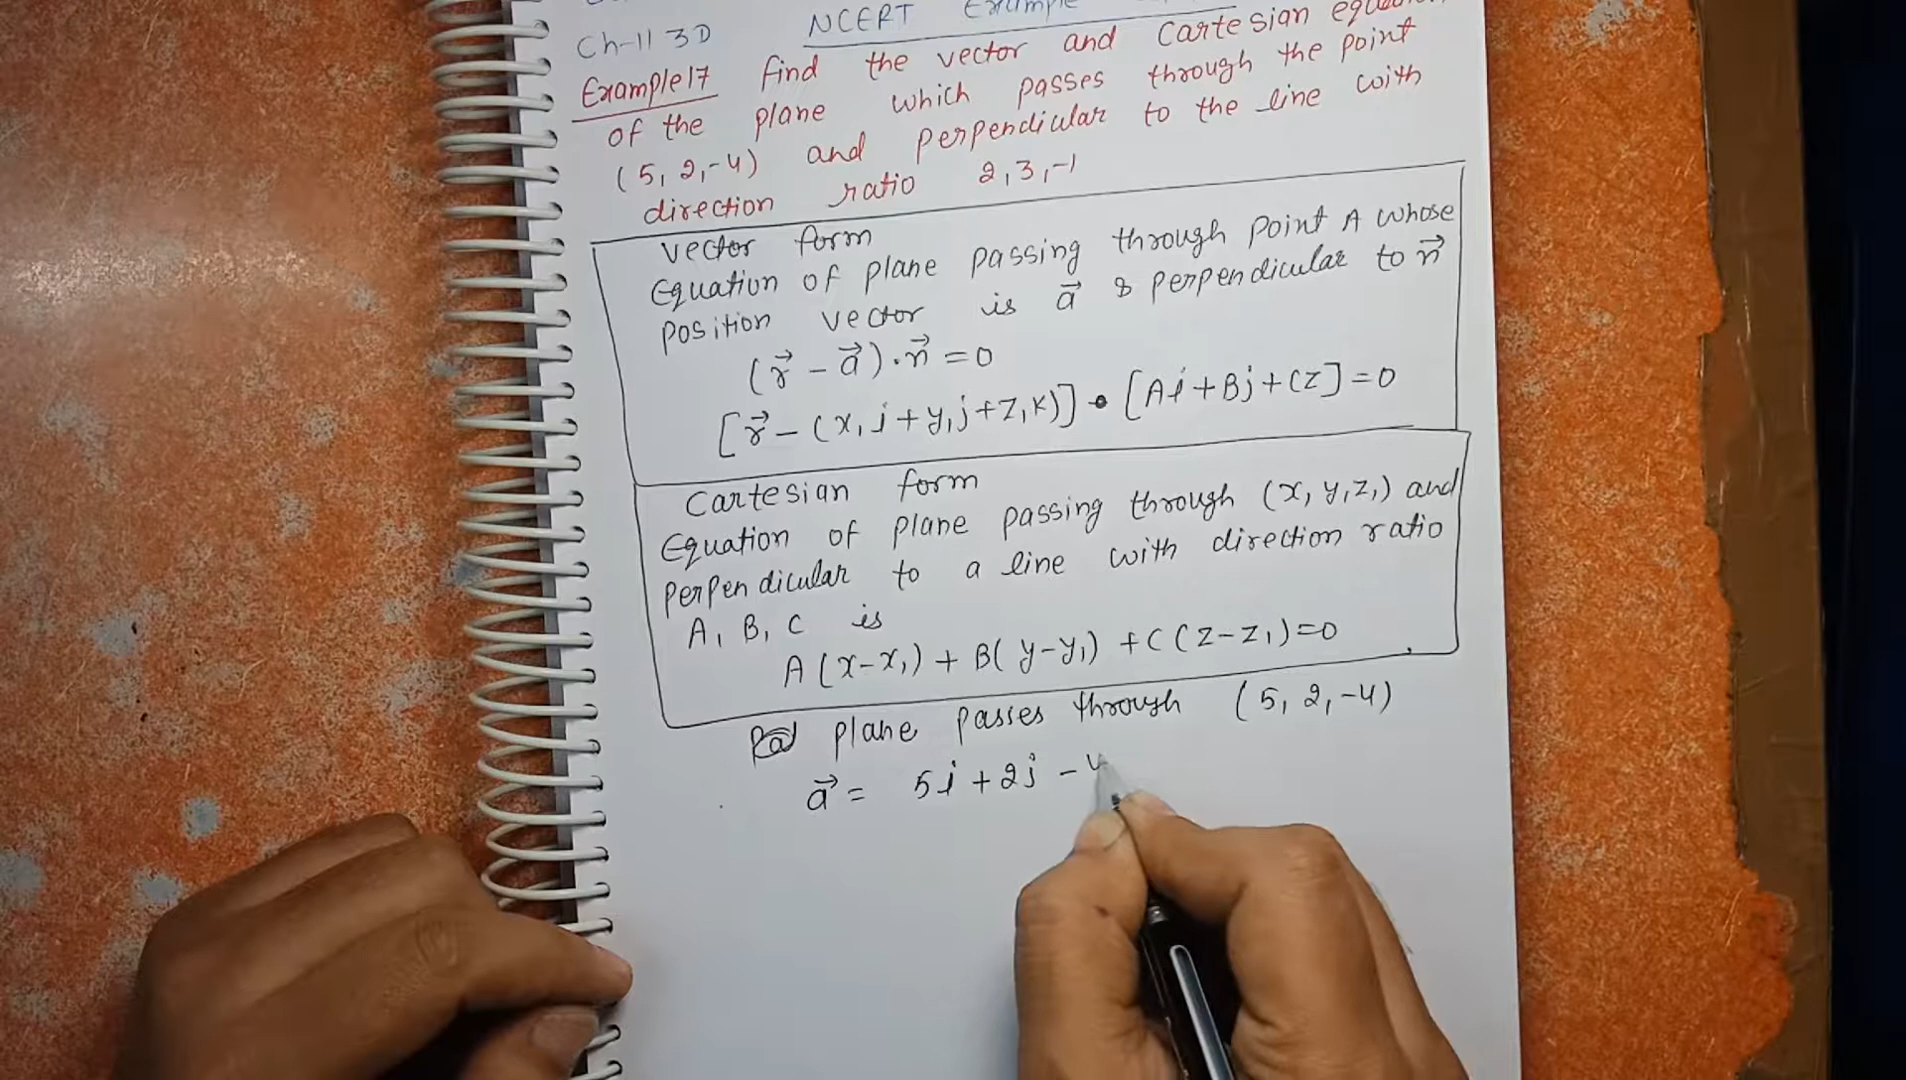 Ch-11 3D NCERT Example
Example 17 find the vector and Cartesian equation
of the plane which passes through the point
(5, 2, -4) and perpendicular to the line with
direction ratio 2, 3, -1
Vector form
Equation of plane passing through point A whose
position vector is a⃗ & perpendicular to n⃗
(r⃗ - a⃗).n⃗ = 0
[r⃗ - (x₁i + y₁j + z₁k)] • [Ai + Bj + CZ] = 0
Cartesian form
Equation of plane passing through (x, y, z₁) and
perpendicular to a line with direction ratio
A, B, C is
A(x-x₁) + B(y-y₁) + C(z-z₁) = 0
plane passes through (5, 2, -4)
a⃗ = 5i + 2j - 4